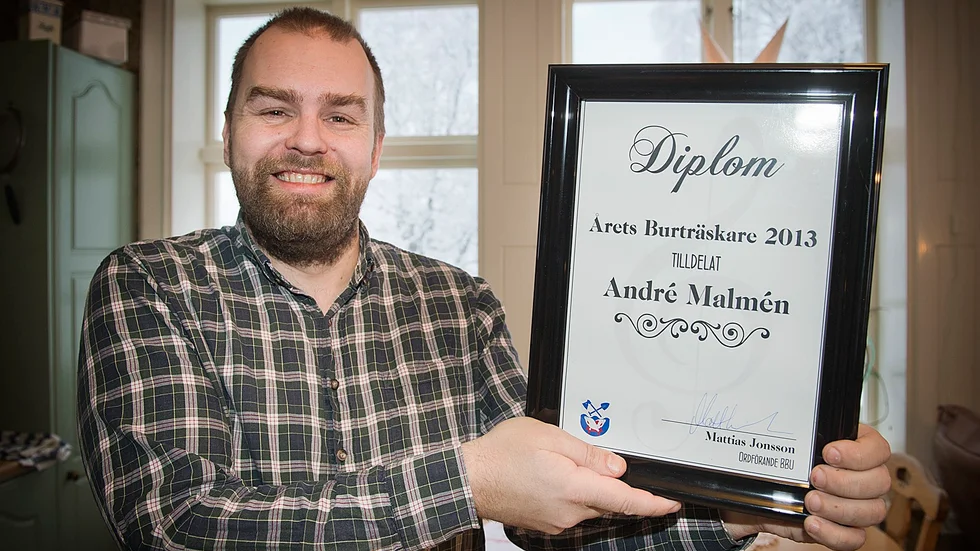 Diplom
Årets Burträskare 2013
TILLDELAT
André Malmén
Mattias Jonsson
ORDFÖRANDE BBU